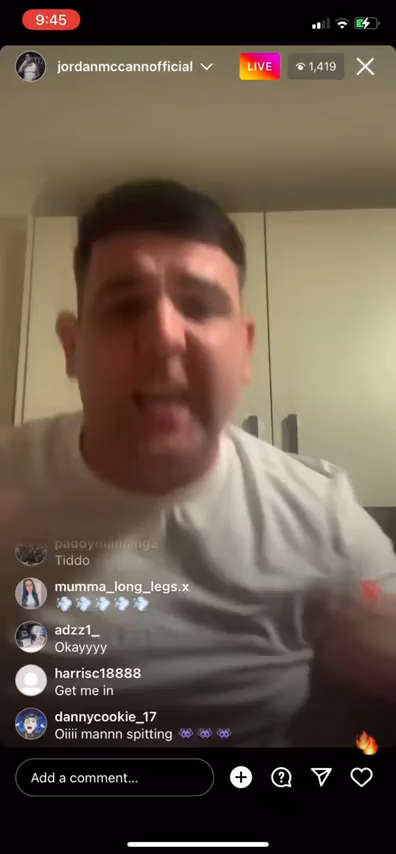 9:45
jordanmccannofficial
LIVE
1,419
paddymanning2
Tiddo
mumma_long_legs.x
💨💨💨💨💨
adzz1_
Okayyyy
harrisc18888
Get me in
dannycookie_17
Oiiii mannn spitting 👾👾👾
Add a comment...